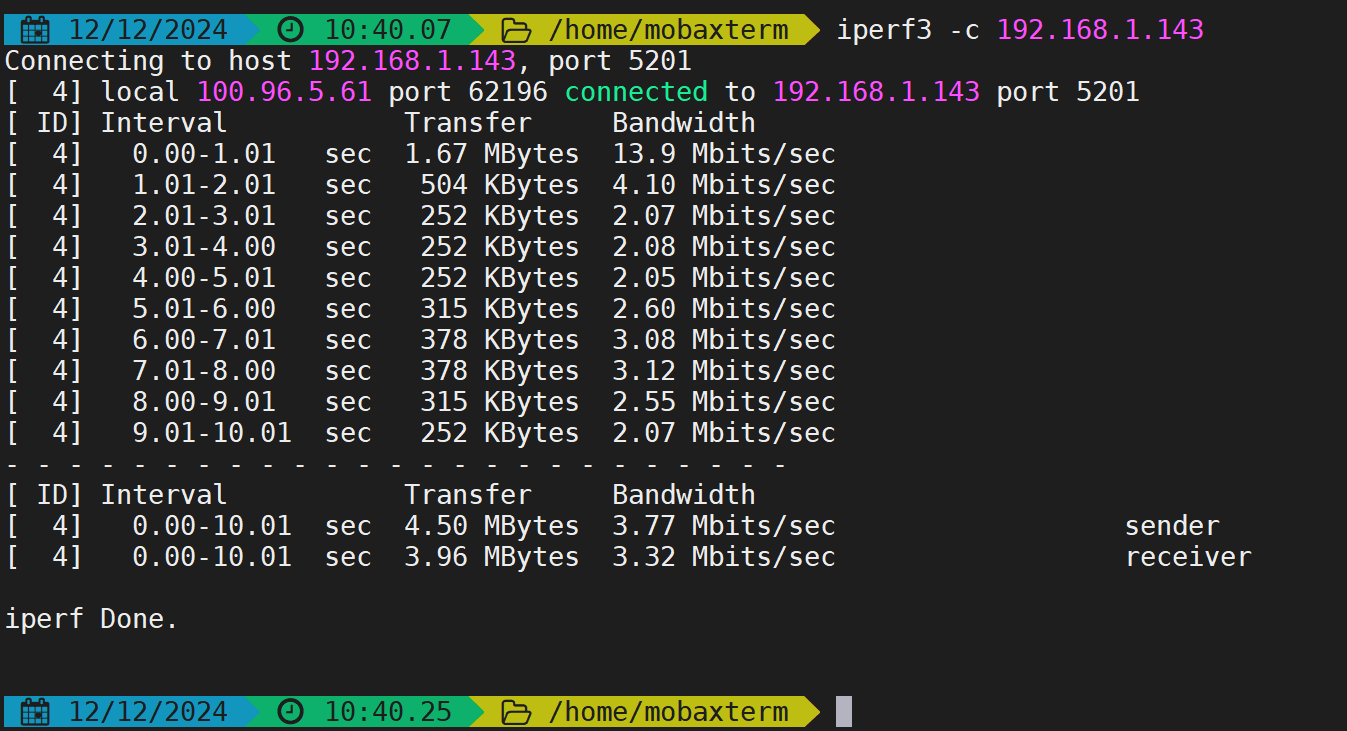 12/12/2024 10:40.07 /home/mobaxterm iperf3 -c 192.168.1.143
Connecting to host 192.168.1.143, port 5201
[  4] local 100.96.5.61 port 62196 connected to 192.168.1.143 port 5201
[ ID] Interval           Transfer     Bandwidth
[  4]   0.00-1.01   sec  1.67 MBytes  13.9 Mbits/sec
[  4]   1.01-2.01   sec   504 KBytes  4.10 Mbits/sec
[  4]   2.01-3.01   sec   252 KBytes  2.07 Mbits/sec
[  4]   3.01-4.00   sec   252 KBytes  2.08 Mbits/sec
[  4]   4.00-5.01   sec   252 KBytes  2.05 Mbits/sec
[  4]   5.01-6.00   sec   315 KBytes  2.60 Mbits/sec
[  4]   6.00-7.01   sec   378 KBytes  3.08 Mbits/sec
[  4]   7.01-8.00   sec   378 KBytes  3.12 Mbits/sec
[  4]   8.00-9.01   sec   315 KBytes  2.55 Mbits/sec
[  4]   9.01-10.01  sec   252 KBytes  2.07 Mbits/sec
- - - - - - - - - - - - - - - - - - - - - - - - -
[ ID] Interval           Transfer     Bandwidth
[  4]   0.00-10.01  sec  4.50 MBytes  3.77 Mbits/sec                  sender
[  4]   0.00-10.01  sec  3.96 MBytes  3.32 Mbits/sec                  receiver
iperf Done.
12/12/2024 10:40.25 /home/mobaxterm